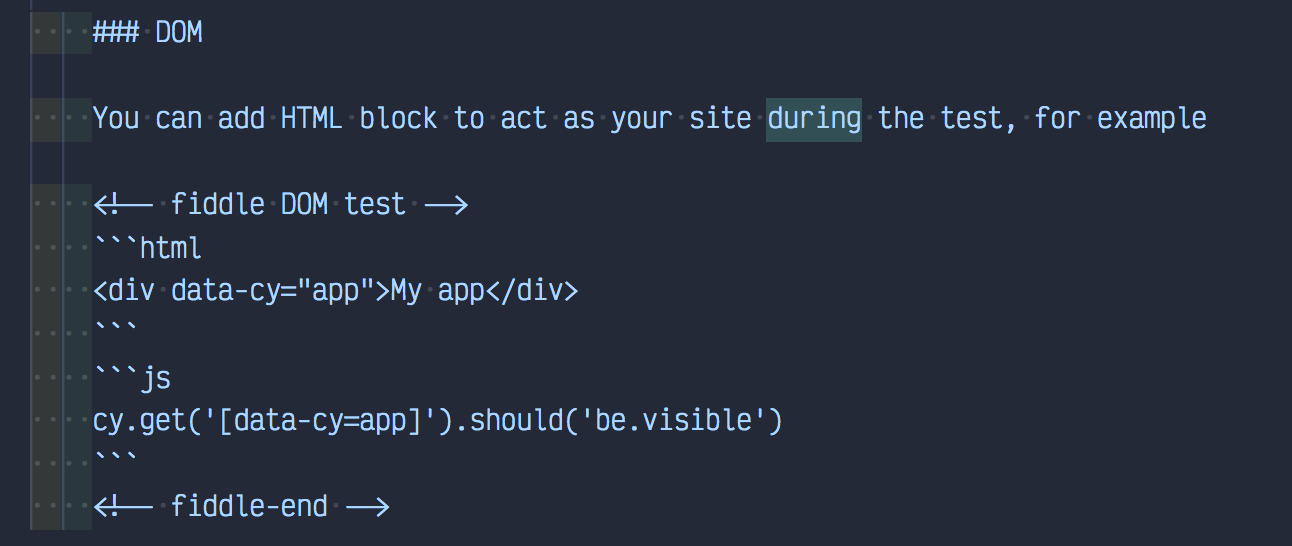 ### DOM
You can add HTML block to act as your site during the test, for example
<!-- fiddle DOM test -->
```html
<div data-cy="app">My app</div>
```
```js
cy.get('[data-cy=app]').should('be.visible')
```
<!-- fiddle-end -->